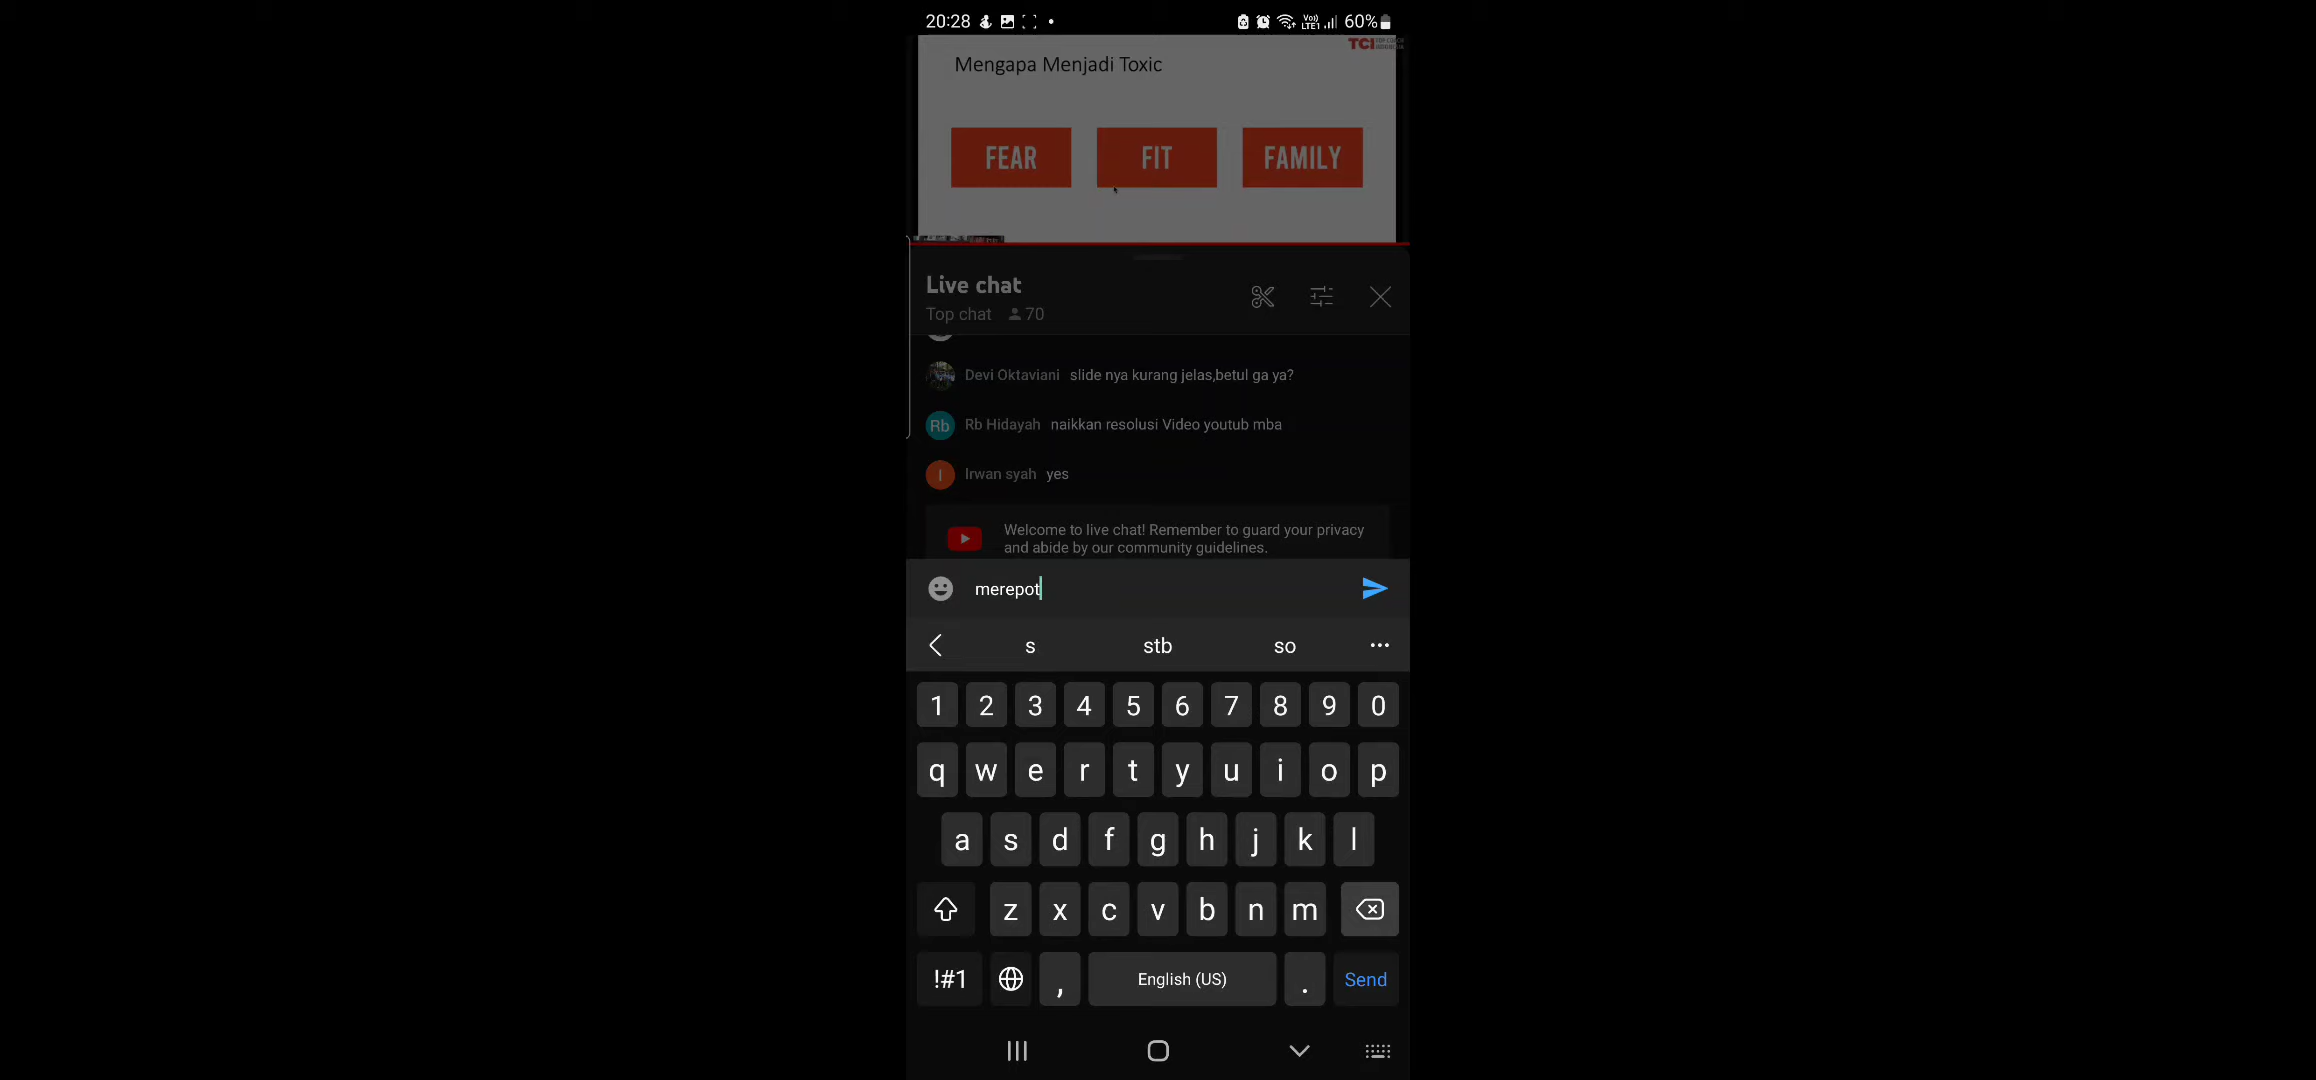 20:28
Vo))
LTE1
60%
TCI
Mengapa Menjadi Toxic
FEAR
FIT
FAMILY
Live chat
Top chat 70
Devi Oktaviani slide nya kurang jelas,betul ga ya?
Rb Rb Hidayah naikkan resolusi Video youtub mba
I Irwan syah yes
Welcome to live chat! Remember to guard your privacy
and abide by our community guidelines.
merepot
s stb so
1 2 3 4 5 6 7 8 9 0
q w e r t y u i o p
a s d f g h j k l
z x c v b n m
!#1 , English (US) . Send